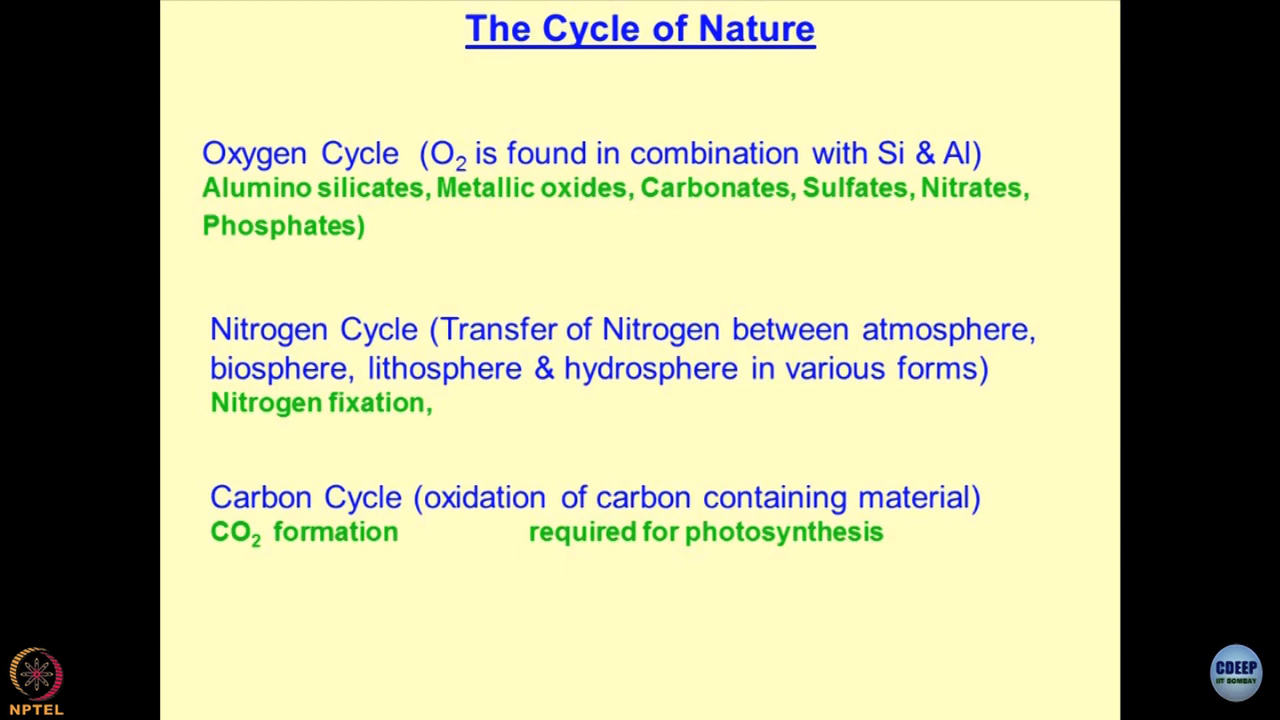 The Cycle of Nature
Oxygen Cycle (O₂ is found in combination with Si & Al)
Alumino silicates, Metallic oxides, Carbonates, Sulfates, Nitrates,
Phosphates)
Nitrogen Cycle (Transfer of Nitrogen between atmosphere,
biosphere, lithosphere & hydrosphere in various forms)
Nitrogen fixation,
Carbon Cycle (oxidation of carbon containing material)
CO₂ formation required for photosynthesis
NPTEL
CDEEP
IIT BOMBAY